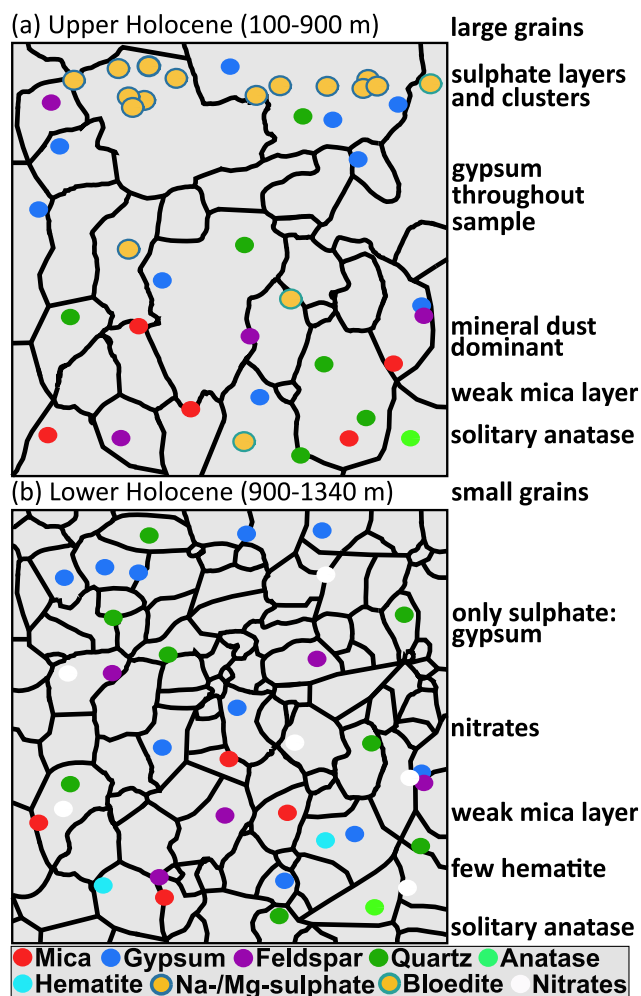 (a) Upper Holocene (100-900 m)
large grains
sulphate layers
and clusters
gypsum
throughout
sample
mineral dust
dominant
weak mica layer
solitary anatase
(b) Lower Holocene (900-1340 m)
small grains
only sulphate:
gypsum
nitrates
weak mica layer
few hematite
solitary anatase
Mica Gypsum Feldspar Quartz Anatase
Hematite Na-/Mg-sulphate Bloedite Nitrates